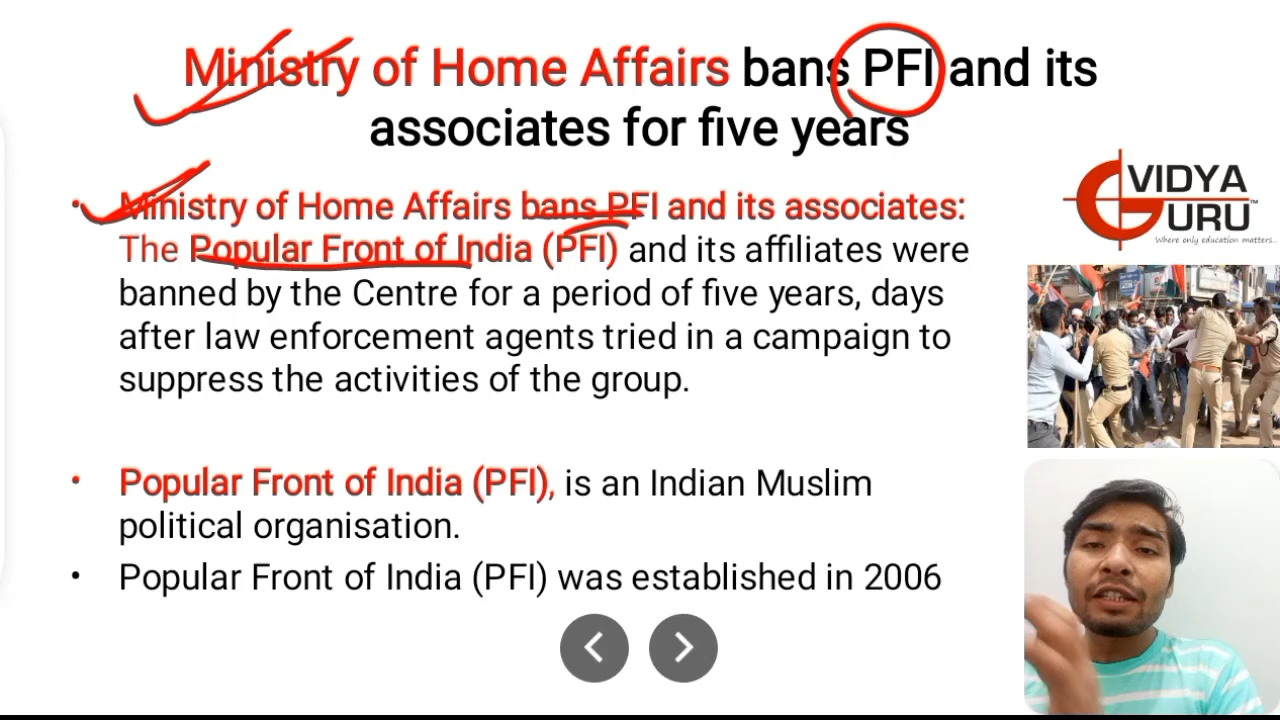 Ministry of Home Affairs bans PFI and its
associates for five years
• Ministry of Home Affairs bans PFI and its associates:
The Popular Front of India (PFI) and its affiliates were
banned by the Centre for a period of five years, days
after law enforcement agents tried in a campaign to
suppress the activities of the group.
• Popular Front of India (PFI), is an Indian Muslim
political organisation.
• Popular Front of India (PFI) was established in 2006
VIDYA
GURU™
Where only education matters...